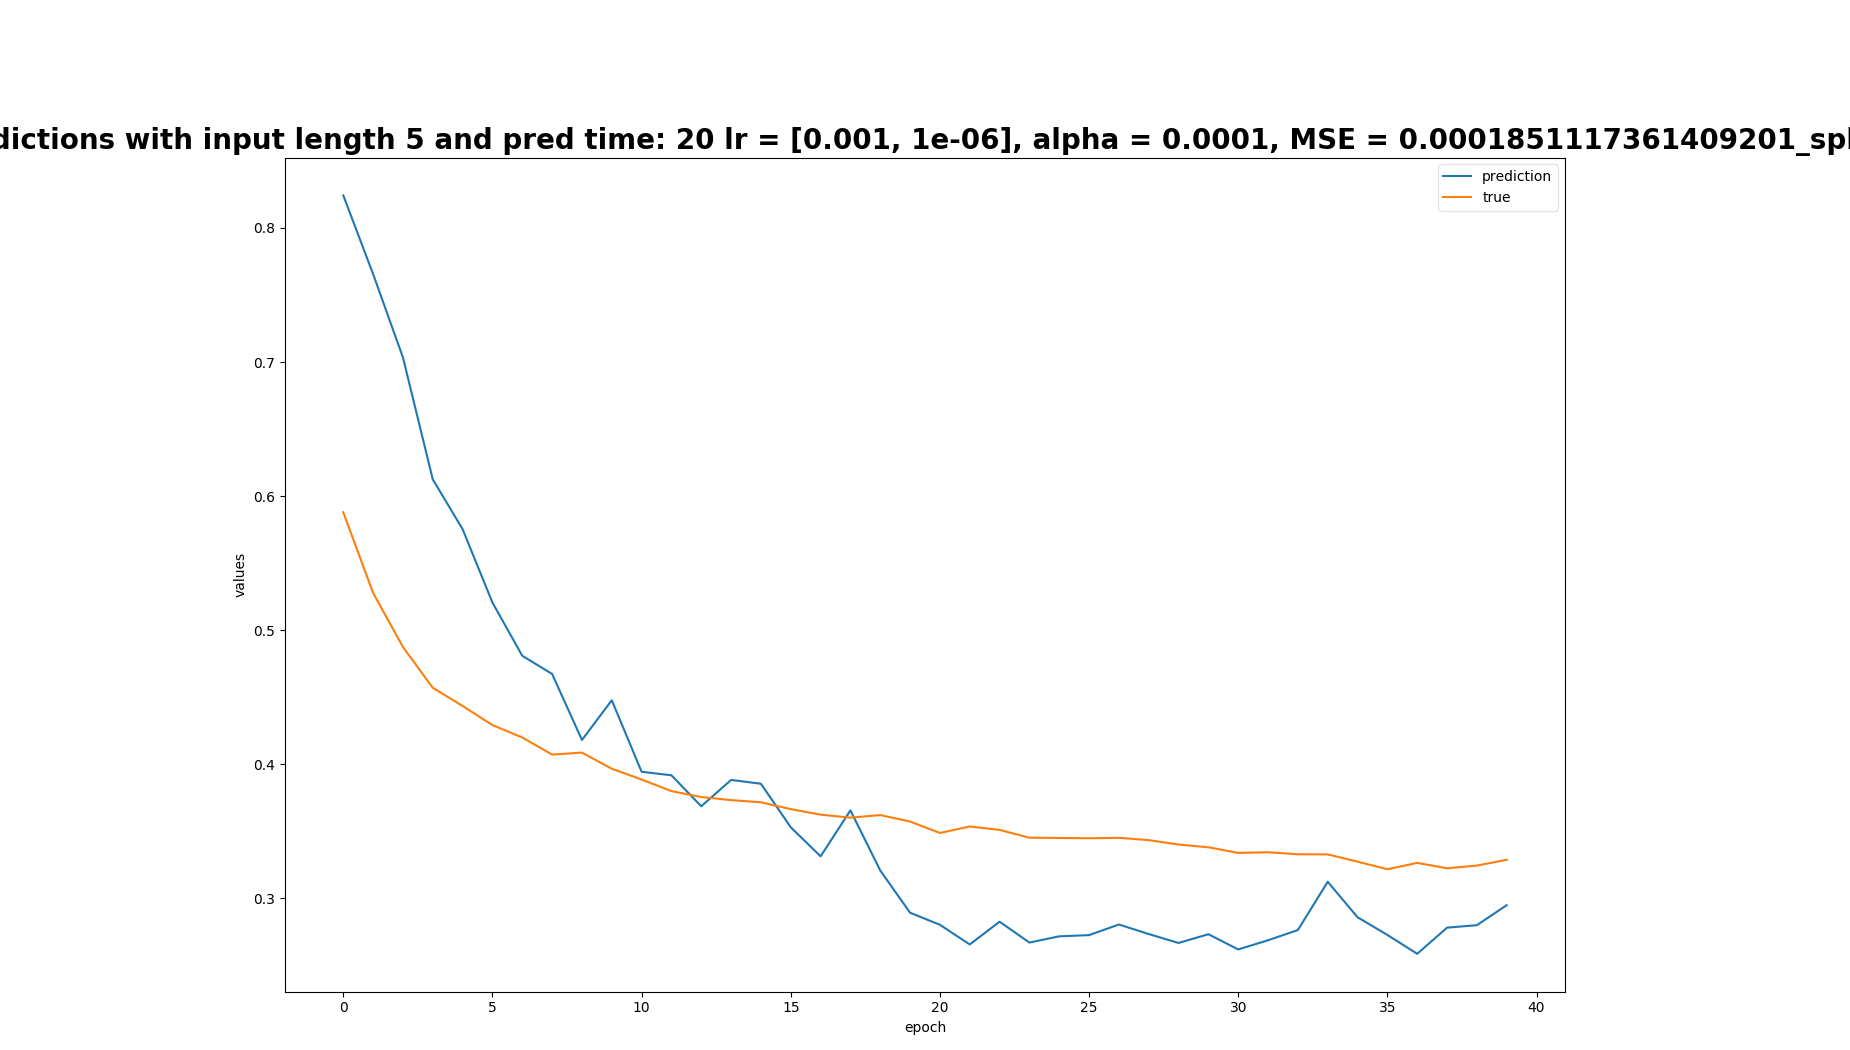 dictions with input length 5 and pred time: 20 lr = [0.001, 1e-06], alpha = 0.0001, MSE = 0.0001851117361409201_spl
prediction
true
0.8
0.7
0.6
0.5
0.4
0.3
values
0 5 10 15 20 25 30 35 40
epoch